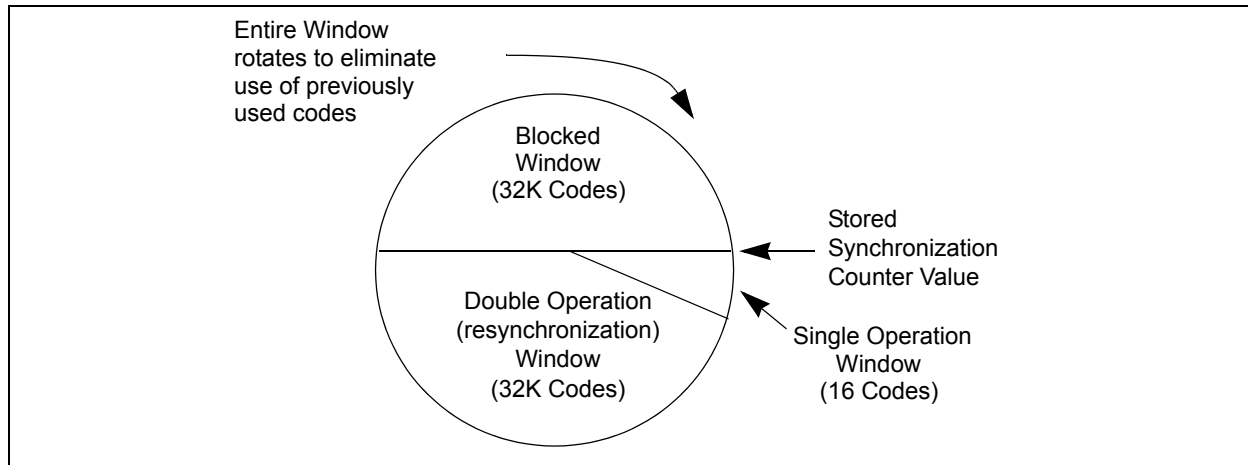 Entire Window
rotates to eliminate
use of previously
used codes
Blocked
Window
(32K Codes)
Stored
Synchronization
Counter Value
Double Operation
(resynchronization)
Window
(32K Codes)
Single Operation
Window
(16 Codes)